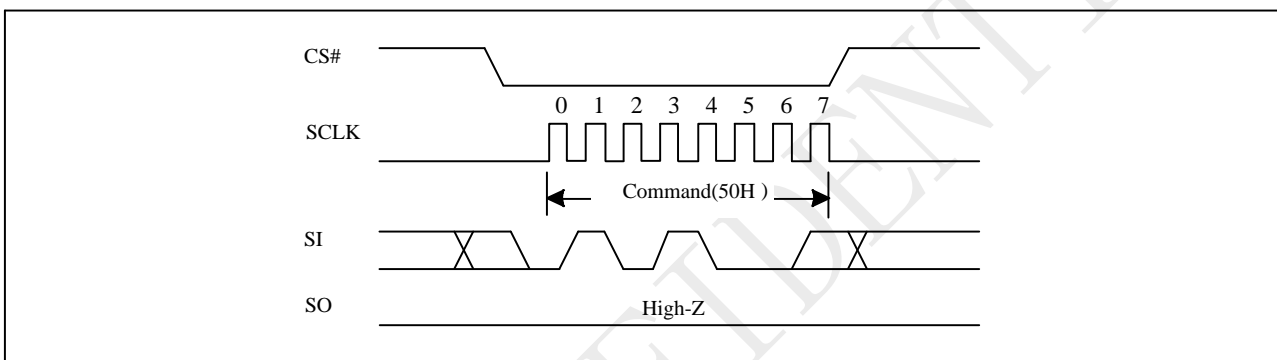 CS#
0 1 2 3 4 5 6 7
SCLK
Command(50H )
SI
SO
High-Z